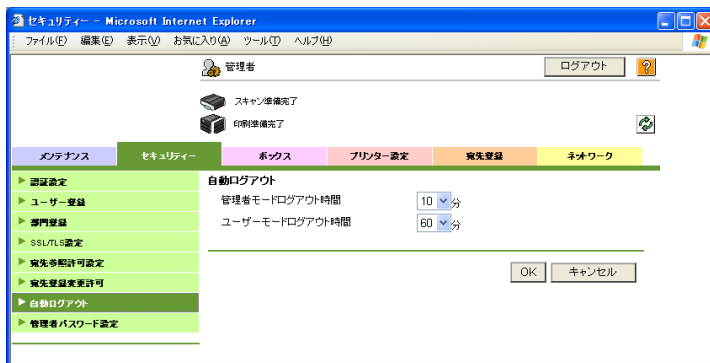 セキュリティー - Microsoft Internet Explorer
ファイル(F) 編集(E) 表示(V) お気に入り(A) ツール(T) ヘルプ(H)
管理者 ログアウト ?
スキャン準備完了
印刷準備完了
メンテナンス セキュリティー ボックス プリンター設定 宛先登録 ネットワーク
認証設定
ユーザー登録
部門登録
SSL/TLS設定
宛先参照許可設定
宛先登録変更許可
自動ログアウト
管理者パスワード設定
自動ログアウト
管理者モードログアウト時間 10 分
ユーザーモードログアウト時間 60 分
OK キャンセル